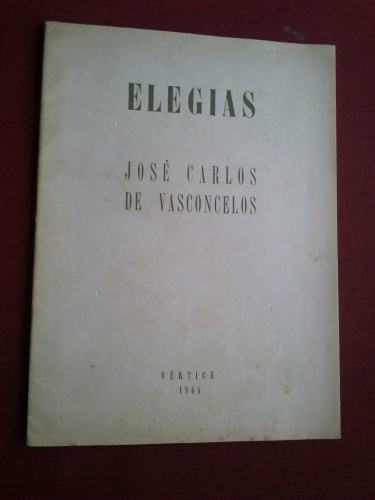 ELEGIAS
JOSÉ CARLOS
DE VASCONCELOS
VÉRTICE
1965